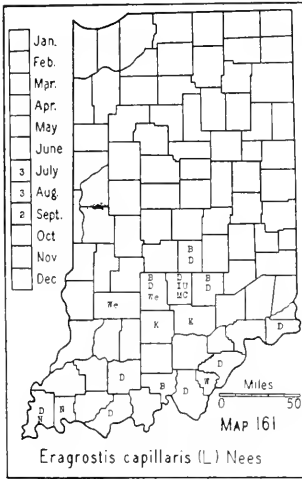 Jan.
Feb.
Mar.
Apr.
May
June
3 July
3 Aug.
2 Sept.
Oct
Nov
Dec
B
D
B D B
D IU D
We MC
We
K K
D
D
W
D B D
D N D
N
Miles
0 50
MAP 161
Eragrostis capillaris (L.) Nees